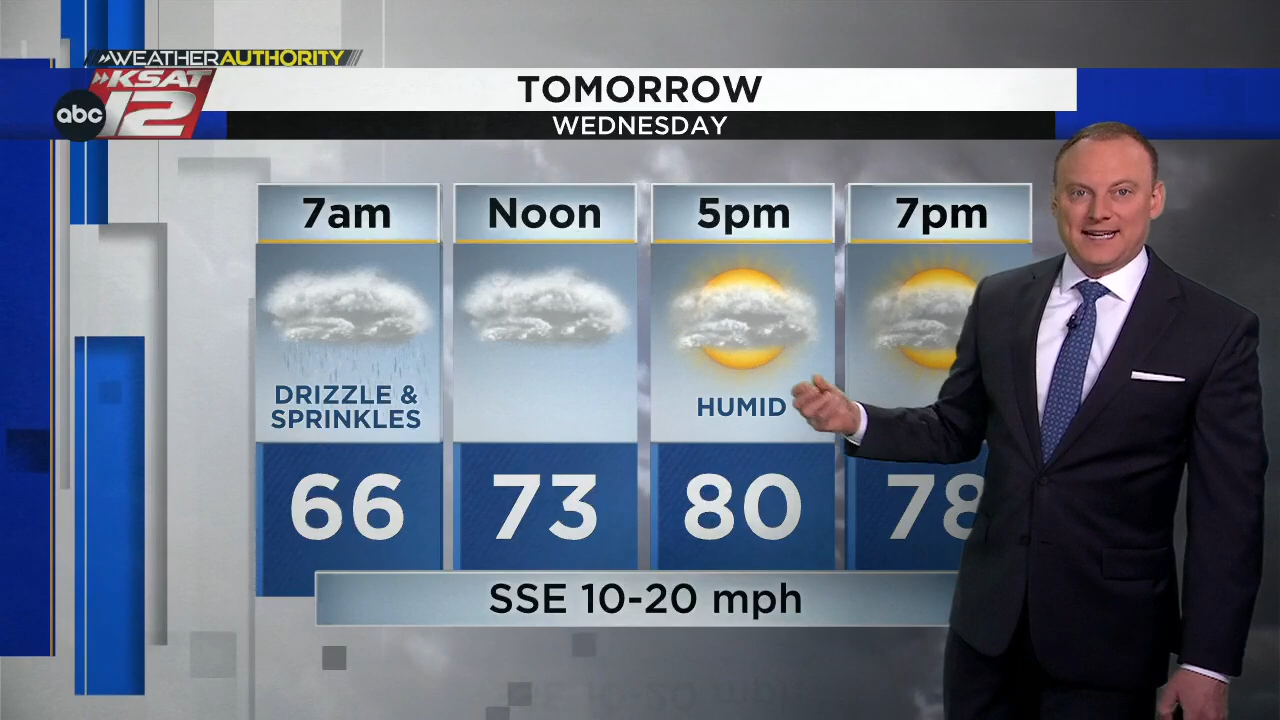 WEATHERAUTHORITY
KSAT
abc 12
TOMORROW
WEDNESDAY
7am Noon 5pm 7pm
DRIZZLE &
SPRINKLES
HUMID
66 73 80 78
SSE 10-20 mph